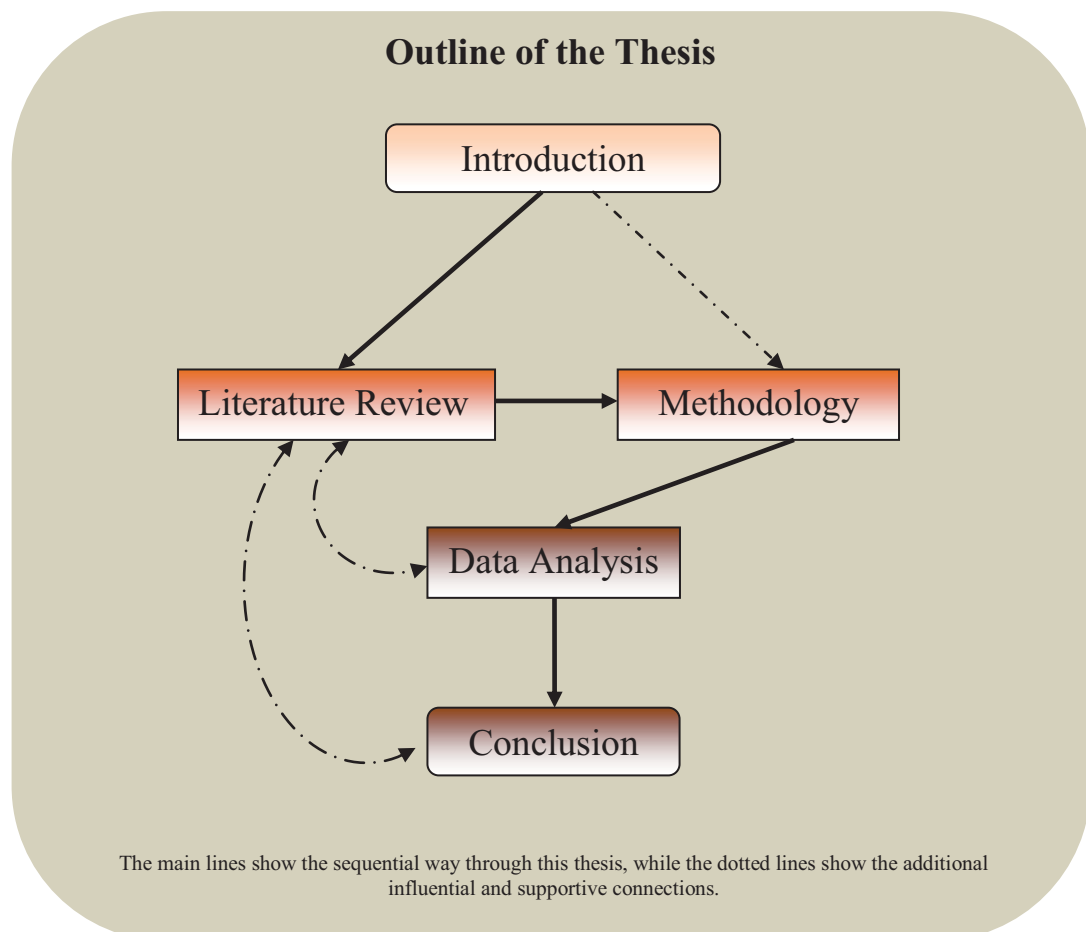 Outline of the Thesis
Introduction
Literature Review
Methodology
Data Analysis
Conclusion
The main lines show the sequential way through this thesis, while the dotted lines show the additional
influential and supportive connections.